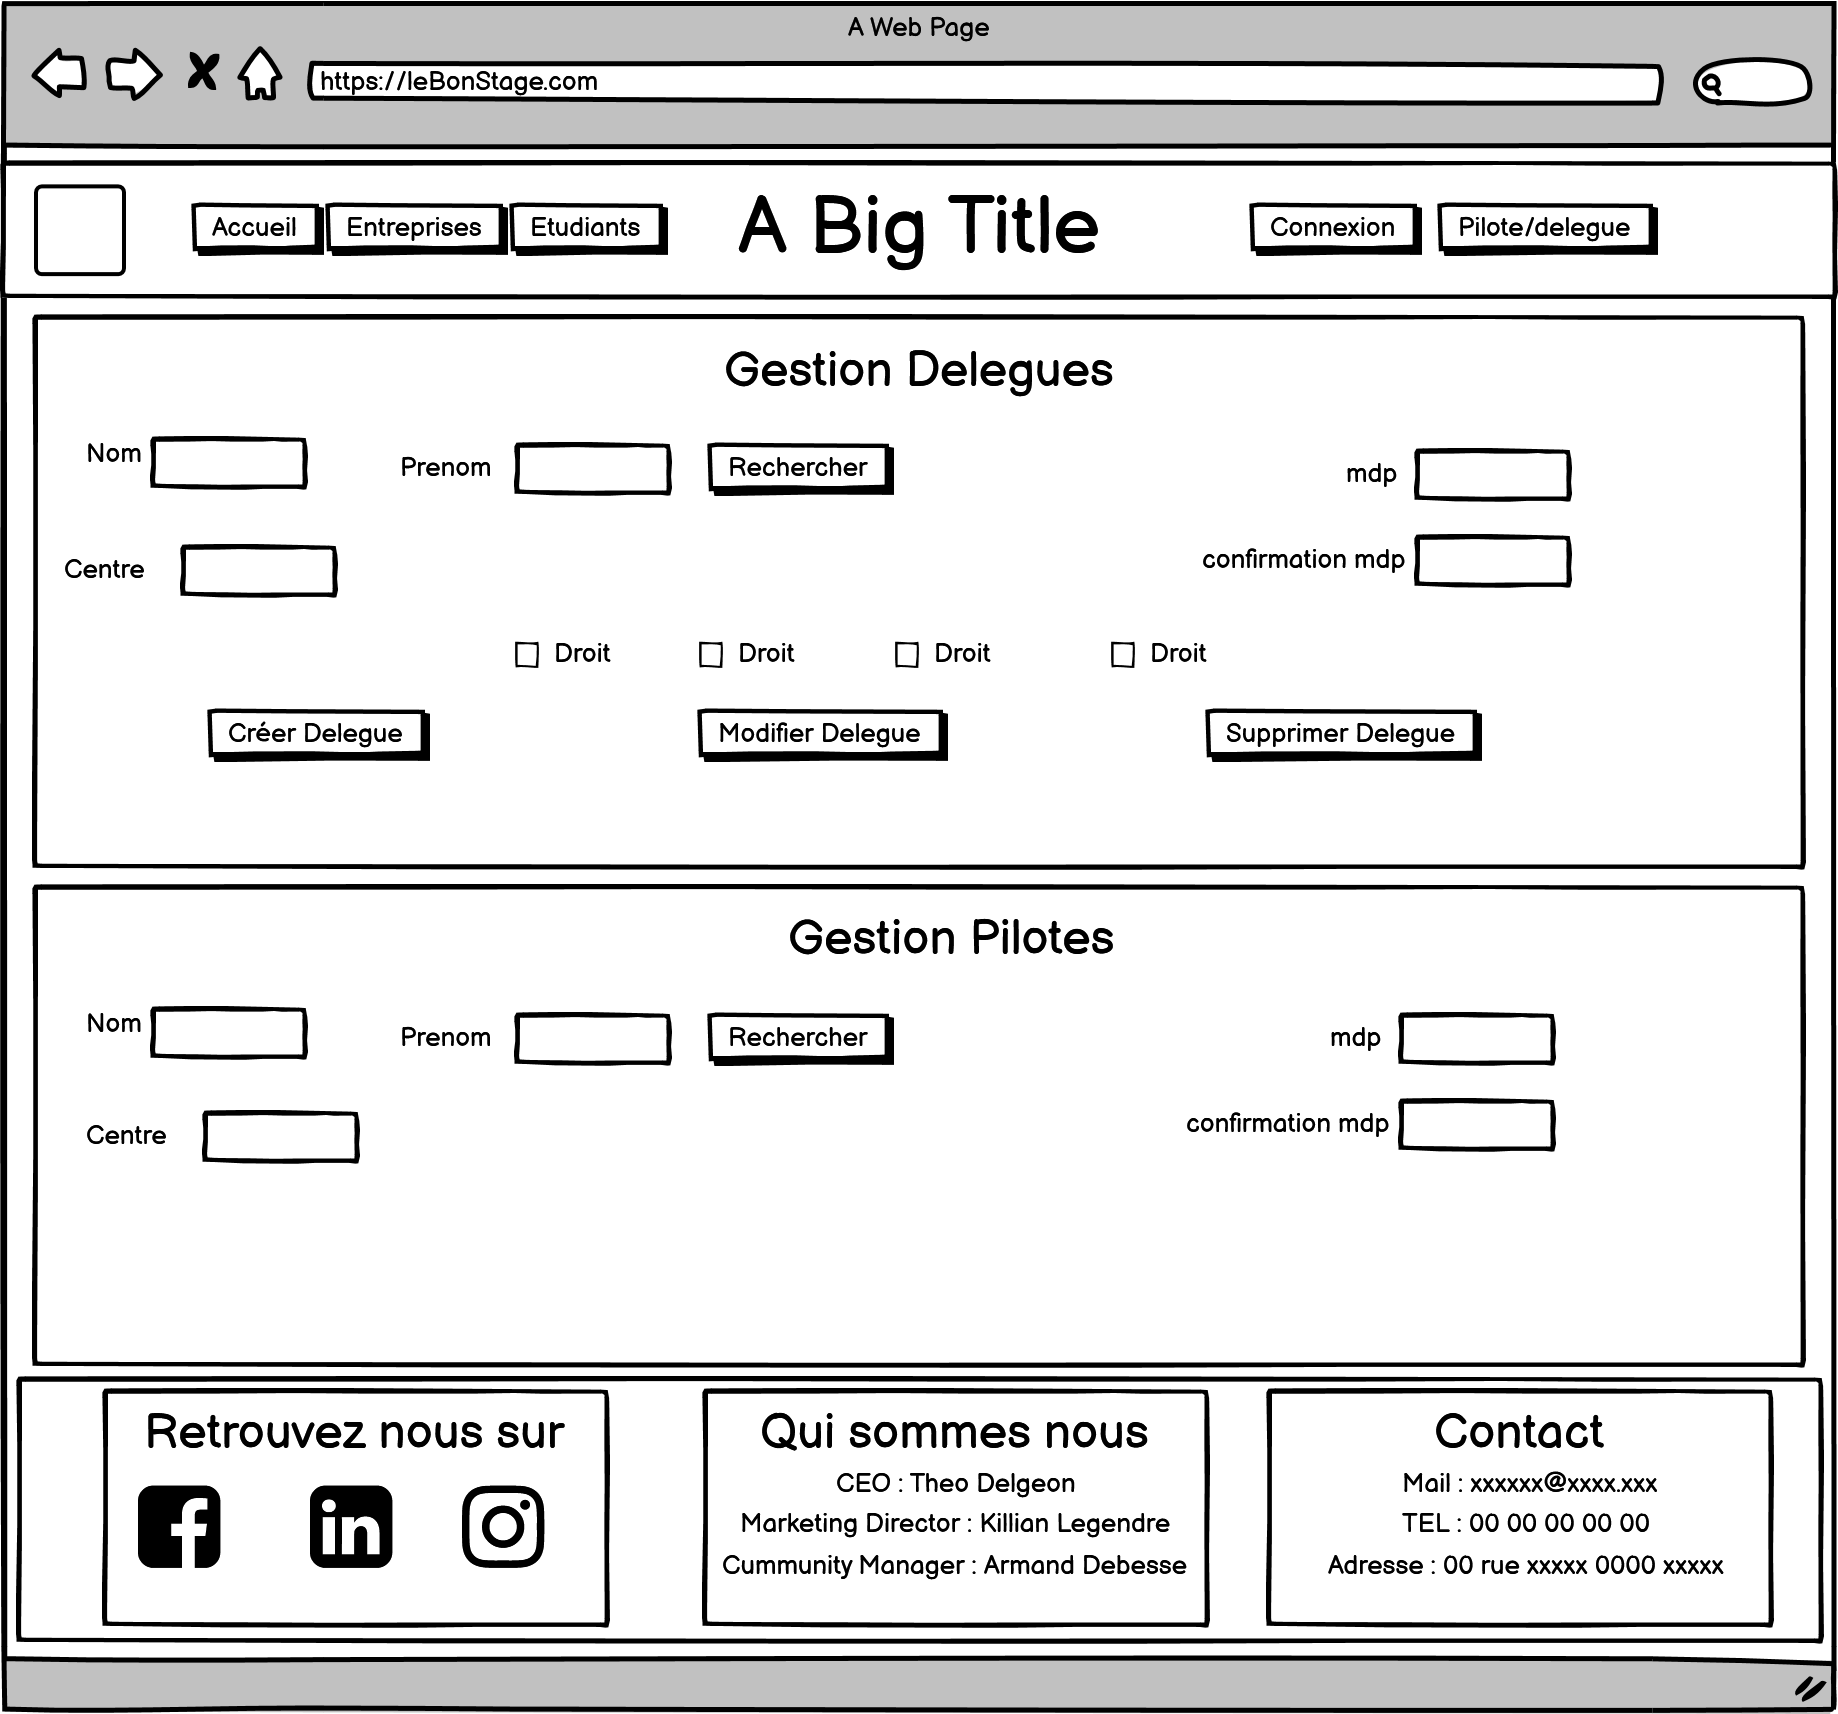 A Web Page
https://leBonStage.com
Accueil Entreprises Etudiants A Big Title Connexion Pilote/delegue
Gestion Delegues
Nom Prenom Rechercher mdp
Centre confirmation mdp
Droit Droit Droit Droit
Créer Delegue Modifier Delegue Supprimer Delegue
Gestion Pilotes
Nom Prenom Rechercher mdp
Centre confirmation mdp
Retrouvez nous sur
in
Qui sommes nous
CEO : Theo Delgeon
Marketing Director : Killian Legendre
Cummunity Manager : Armand Debesse
Contact
Mail : xxxxxx@xxxx.xxx
TEL : 00 00 00 00 00
Adresse : 00 rue xxxxx 0000 xxxxx